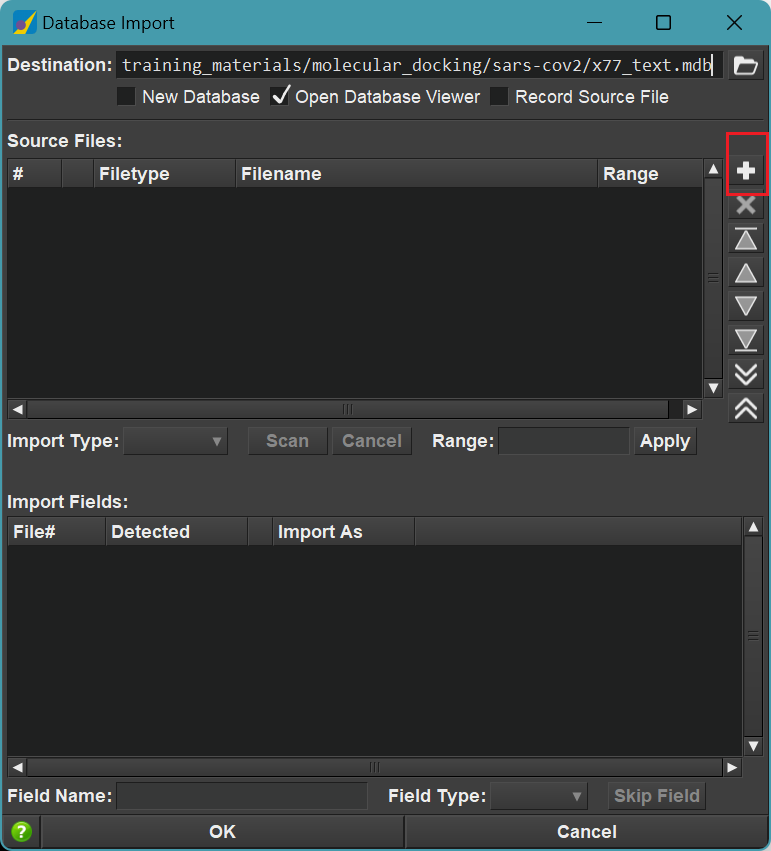 Database Import
Destination: training_materials/molecular_docking/sars-cov2/x77_text.mdb
New Database Open Database Viewer Record Source File
Source Files:
# Filetype Filename Range
Import Type: Scan Cancel Range: Apply
Import Fields:
File# Detected Import As
Field Name: Field Type: Skip Field
? OK Cancel